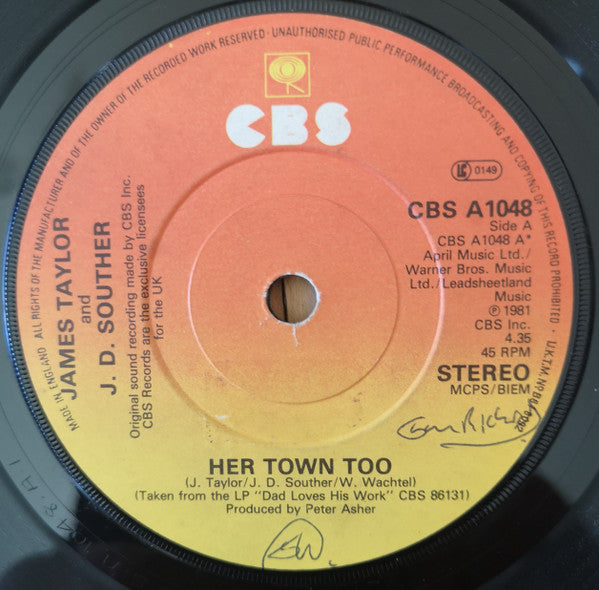 MADE IN ENGLAND. ALL RIGHTS OF THE MANUFACTURER AND OF THE OWNER OF THE RECORDED WORK RESERVED · UNAUTHORISED PUBLIC PERFORMANCE BROADCASTING AND COPYING OF THIS RECORD PROHIBITED · U.K.T.M. Nº
CBS
LC 0149
JAMES TAYLOR
and
J. D. SOUTHER
Original sound recording made by CBS Inc.
CBS Records are the exclusive licensees
for the UK
CBS A1048
Side A
CBS A1048 A*
April Music Ltd./
Warner Bros. Music
Ltd./Leadsheetland
Music
℗ 1981
CBS Inc.
4.35
45 RPM
STEREO
MCPS/BIEM
HER TOWN TOO
(J. Taylor/J. D. Souther/W. Wachtel)
(Taken from the LP "Dad Loves His Work" CBS 86131)
Produced by Peter Asher